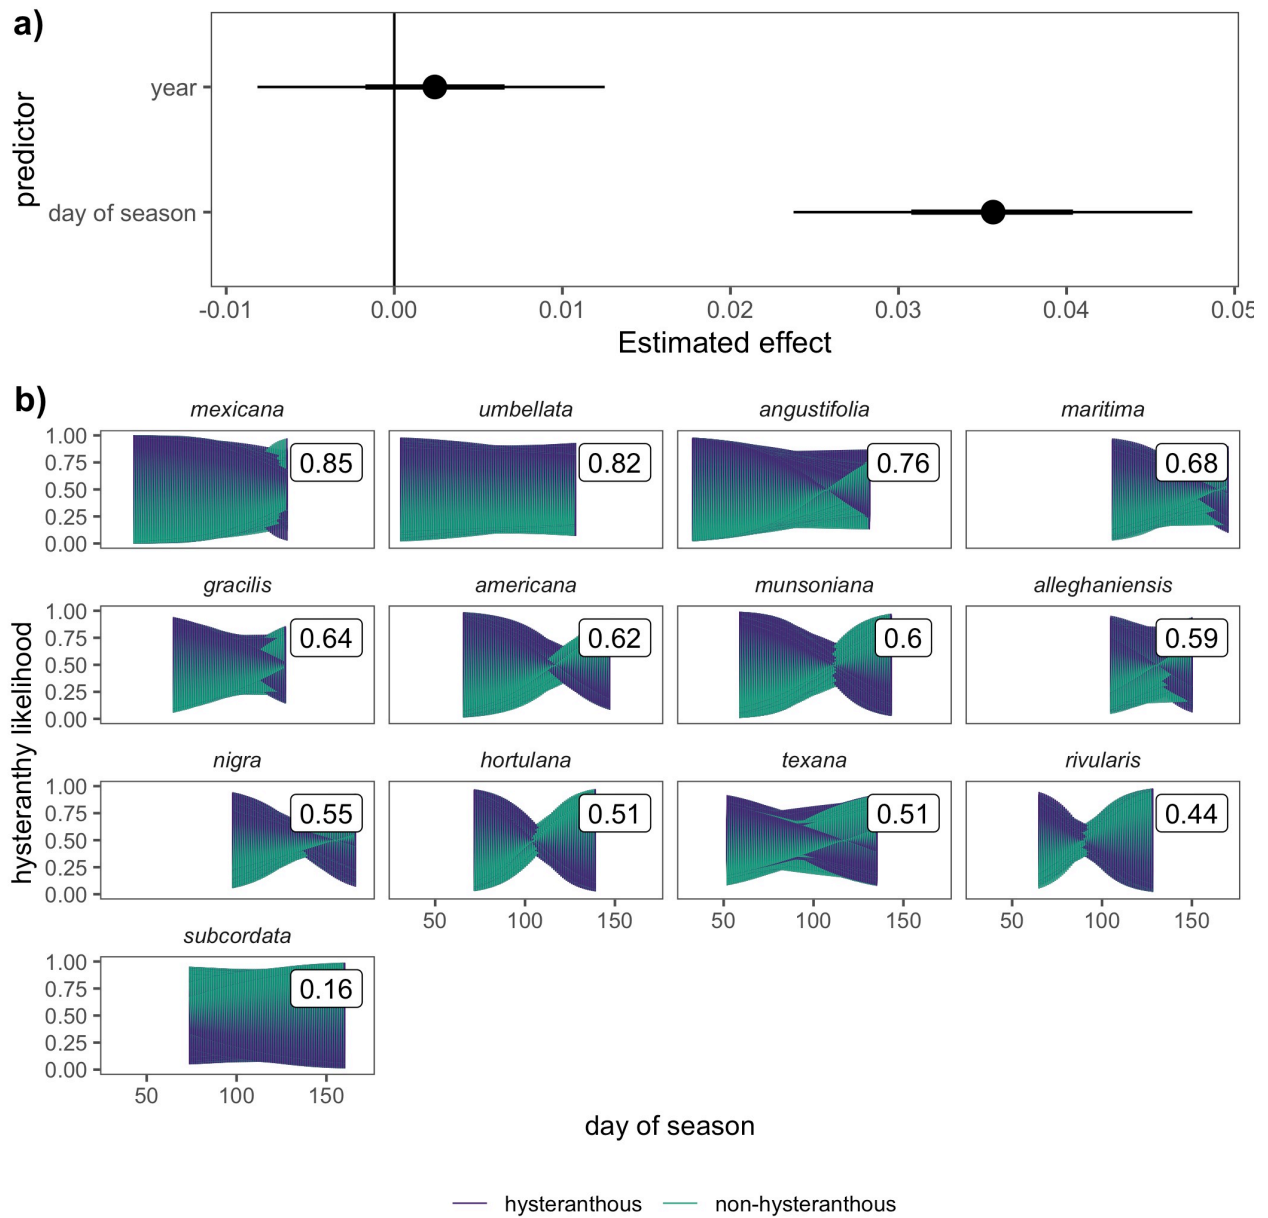 a)
year
day of season
predictor
-0.01 0.00 0.01 0.02 0.03 0.04 0.05
Estimated effect
b)
mexicana umbellata angustifolia maritima
1.00
0.75
0.50
0.25
0.00
0.85 0.82 0.76 0.68
gracilis americana munsoniana alleghaniensis
1.00
0.75
0.50
0.25
0.00
0.64 0.62 0.6 0.59
hysteranthy likelihood
nigra hortulana texana rivularis
1.00
0.75
0.50
0.25
0.00
0.55 0.51 0.51 0.44
50 100 150 50 100 150 50 100 150
subcordata
1.00
0.75
0.50
0.25
0.00
0.16
50 100 150
day of season
hysteranthous non-hysteranthous